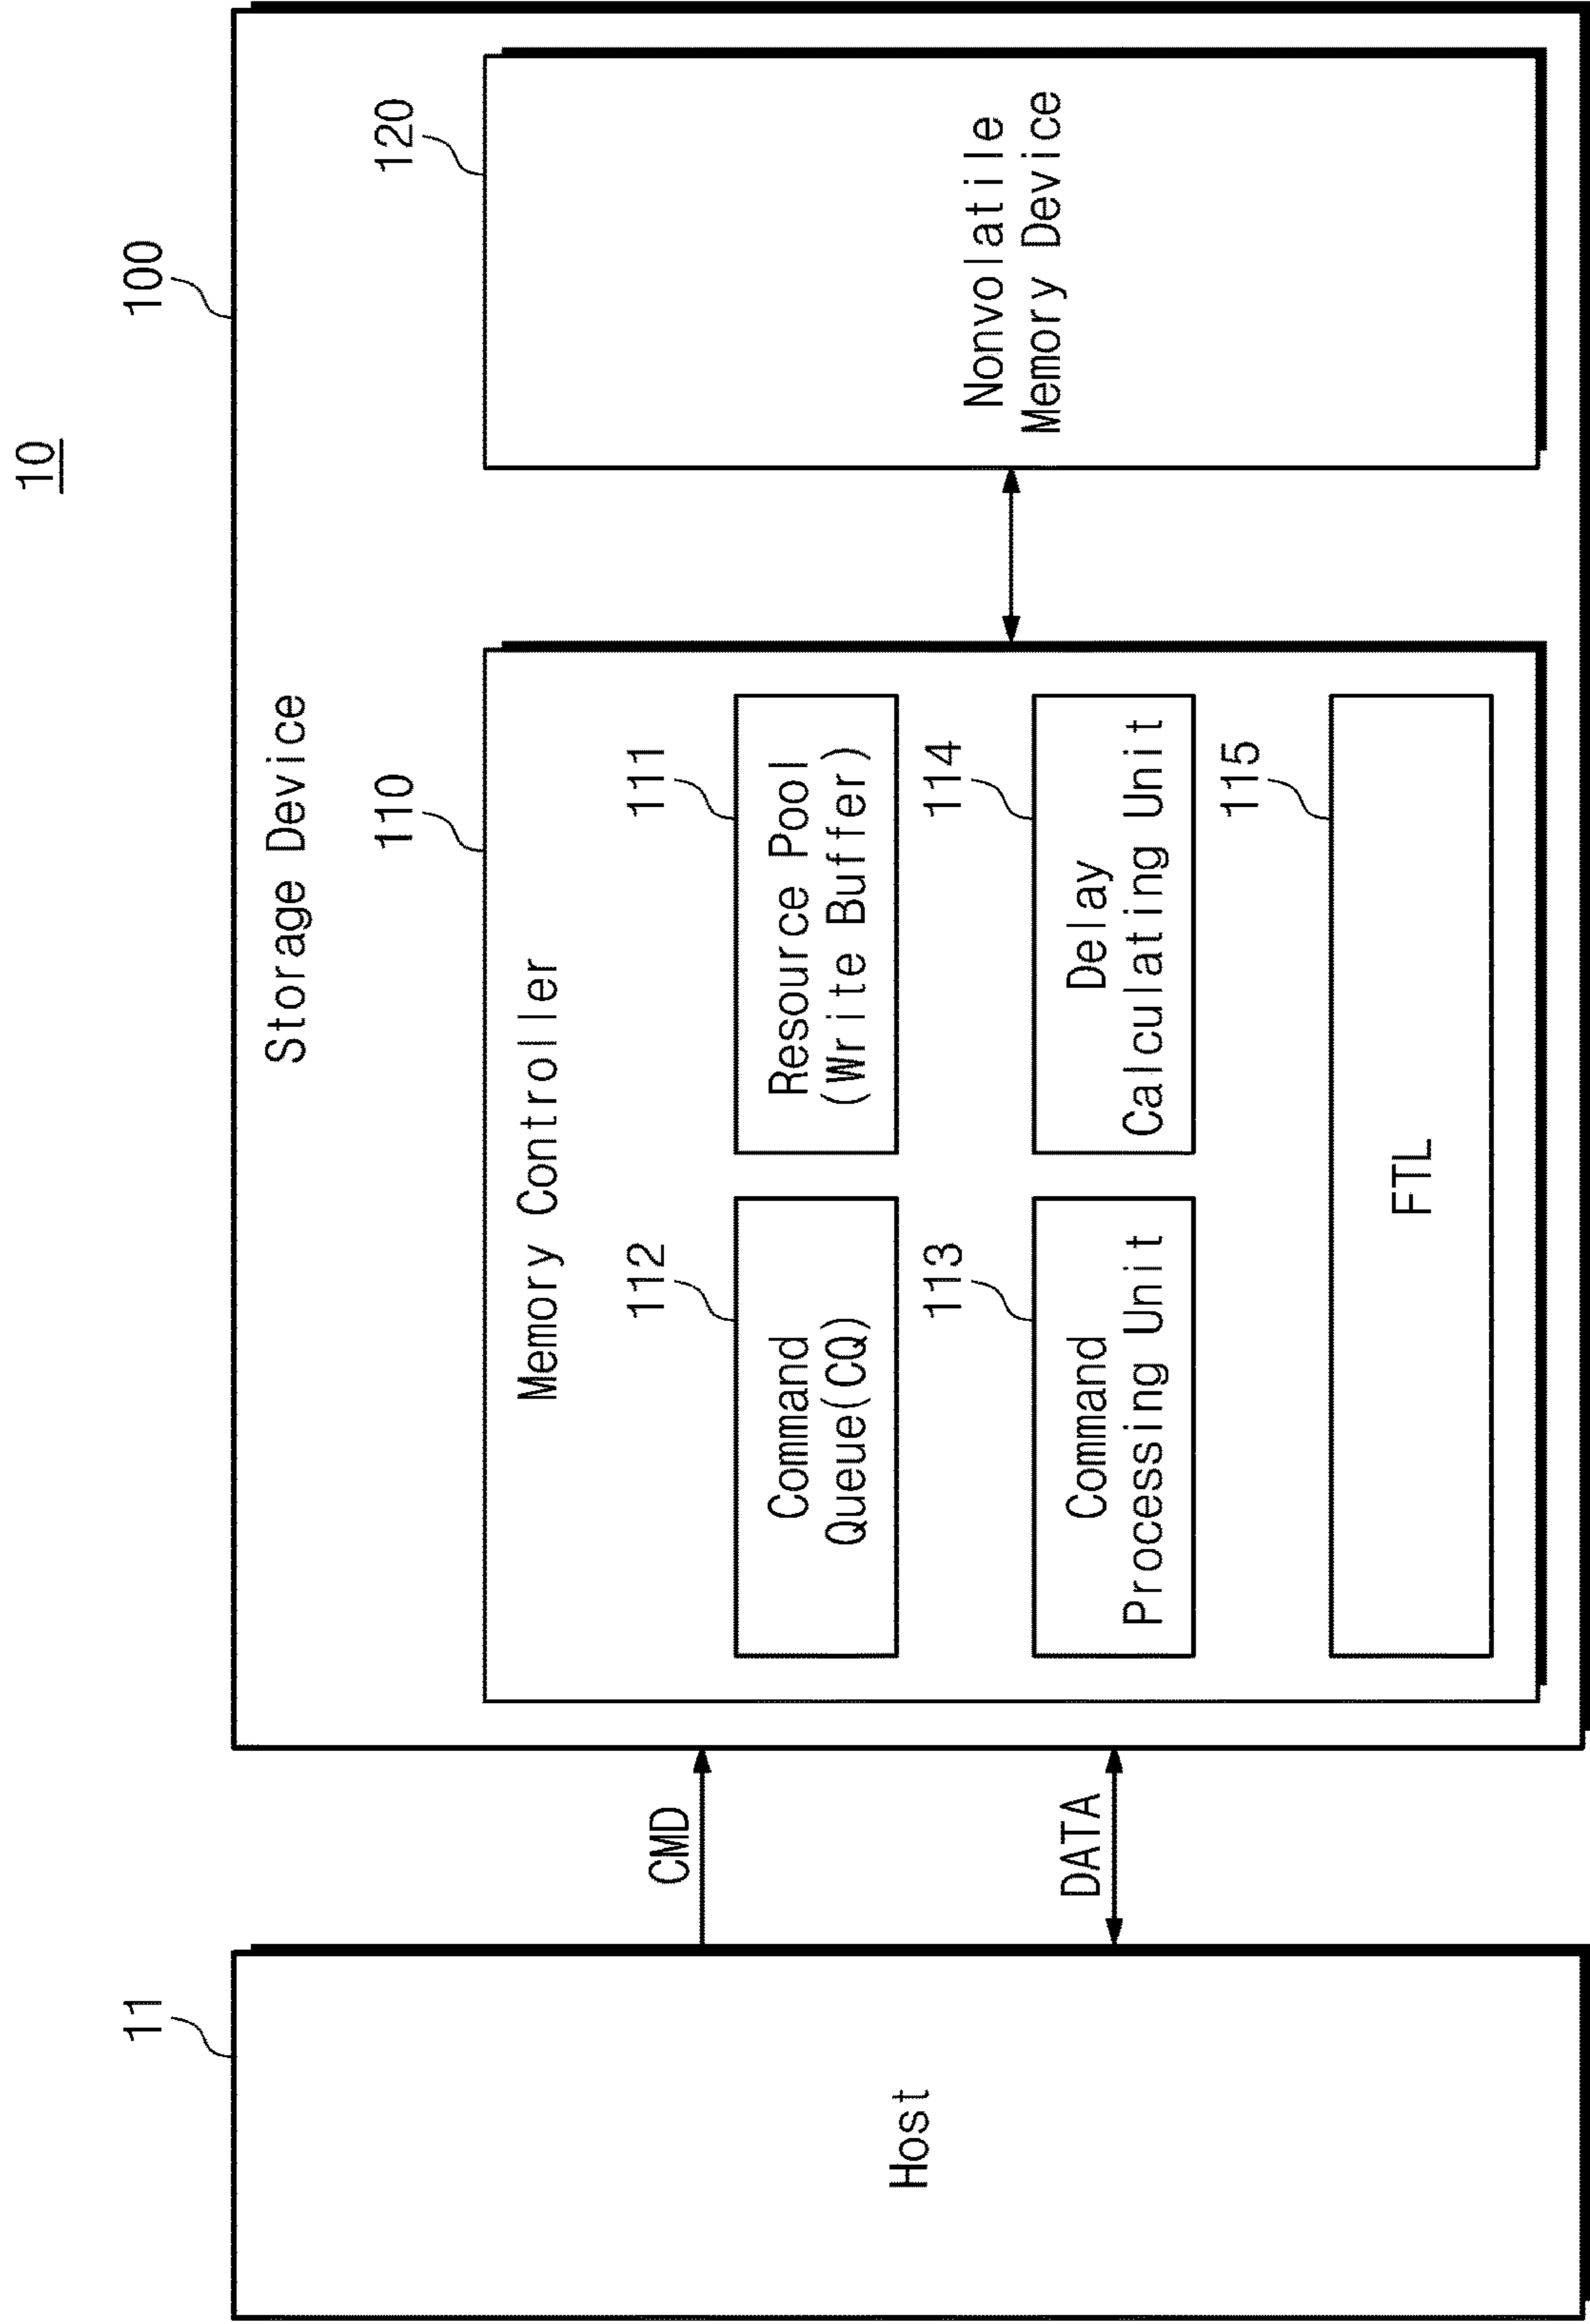 10
11
100
Host
CMD
DATA
Storage Device
110
120
Memory Controller
112
111
Command
Queue(CQ)
Resource Pool
(Write Buffer)
113
114
Command
Processing Unit
Delay
Calculating Unit
115
FTL
Nonvolatile
Memory Device